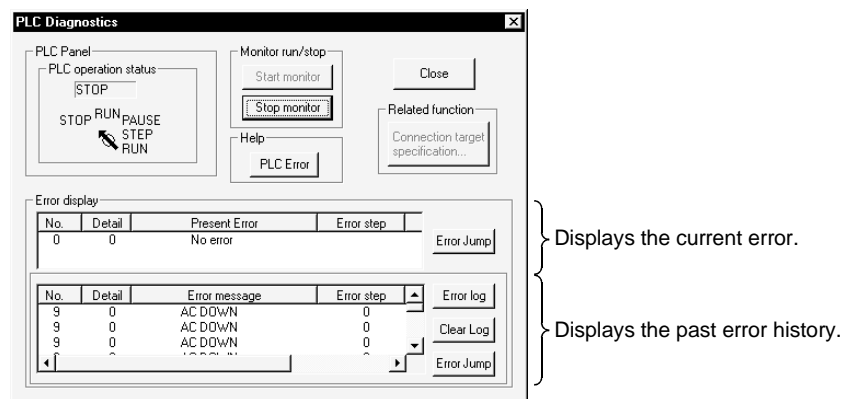 PLC Diagnostics
PLC Panel
PLC operation status
STOP
STOP RUN PAUSE
STEP
RUN
Monitor run/stop
Start monitor
Stop monitor
Help
PLC Error
Close
Related function
Connection target
specification...
Error display
No. Detail Present Error Error step
0 0 No error
Error Jump
Displays the current error.
No. Detail Error message Error step
9 0 AC DOWN 0
9 0 AC DOWN 0
9 0 AC DOWN 0
Error log
Clear Log
Error Jump
Displays the past error history.